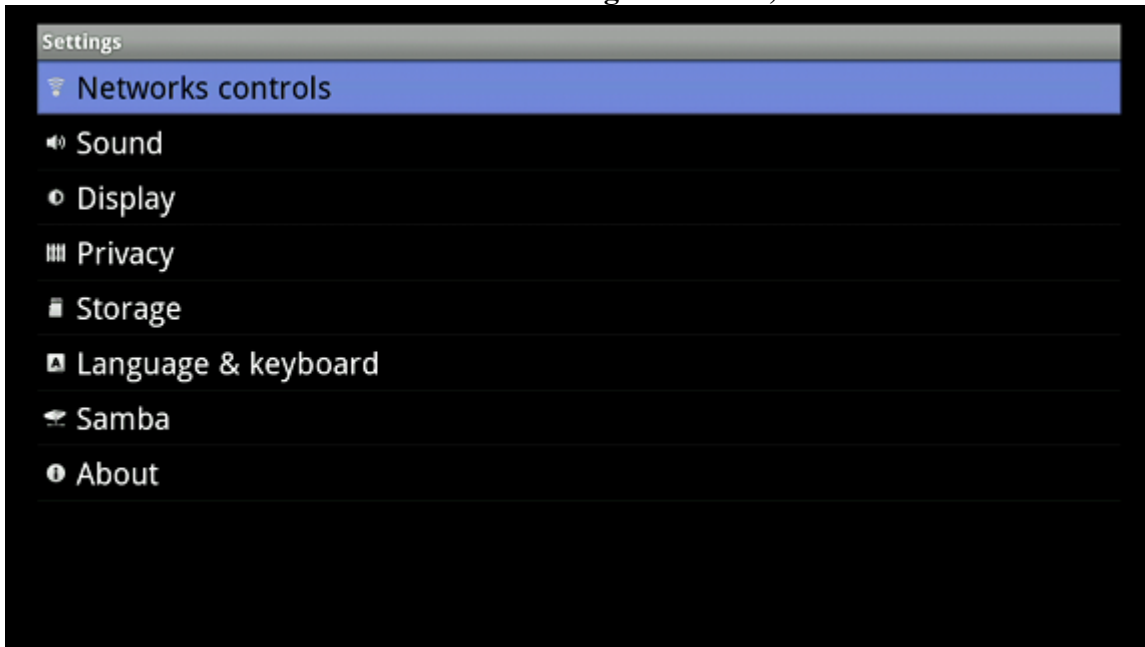 Settings
Networks controls
Sound
Display
Privacy
Storage
Language & keyboard
Samba
About